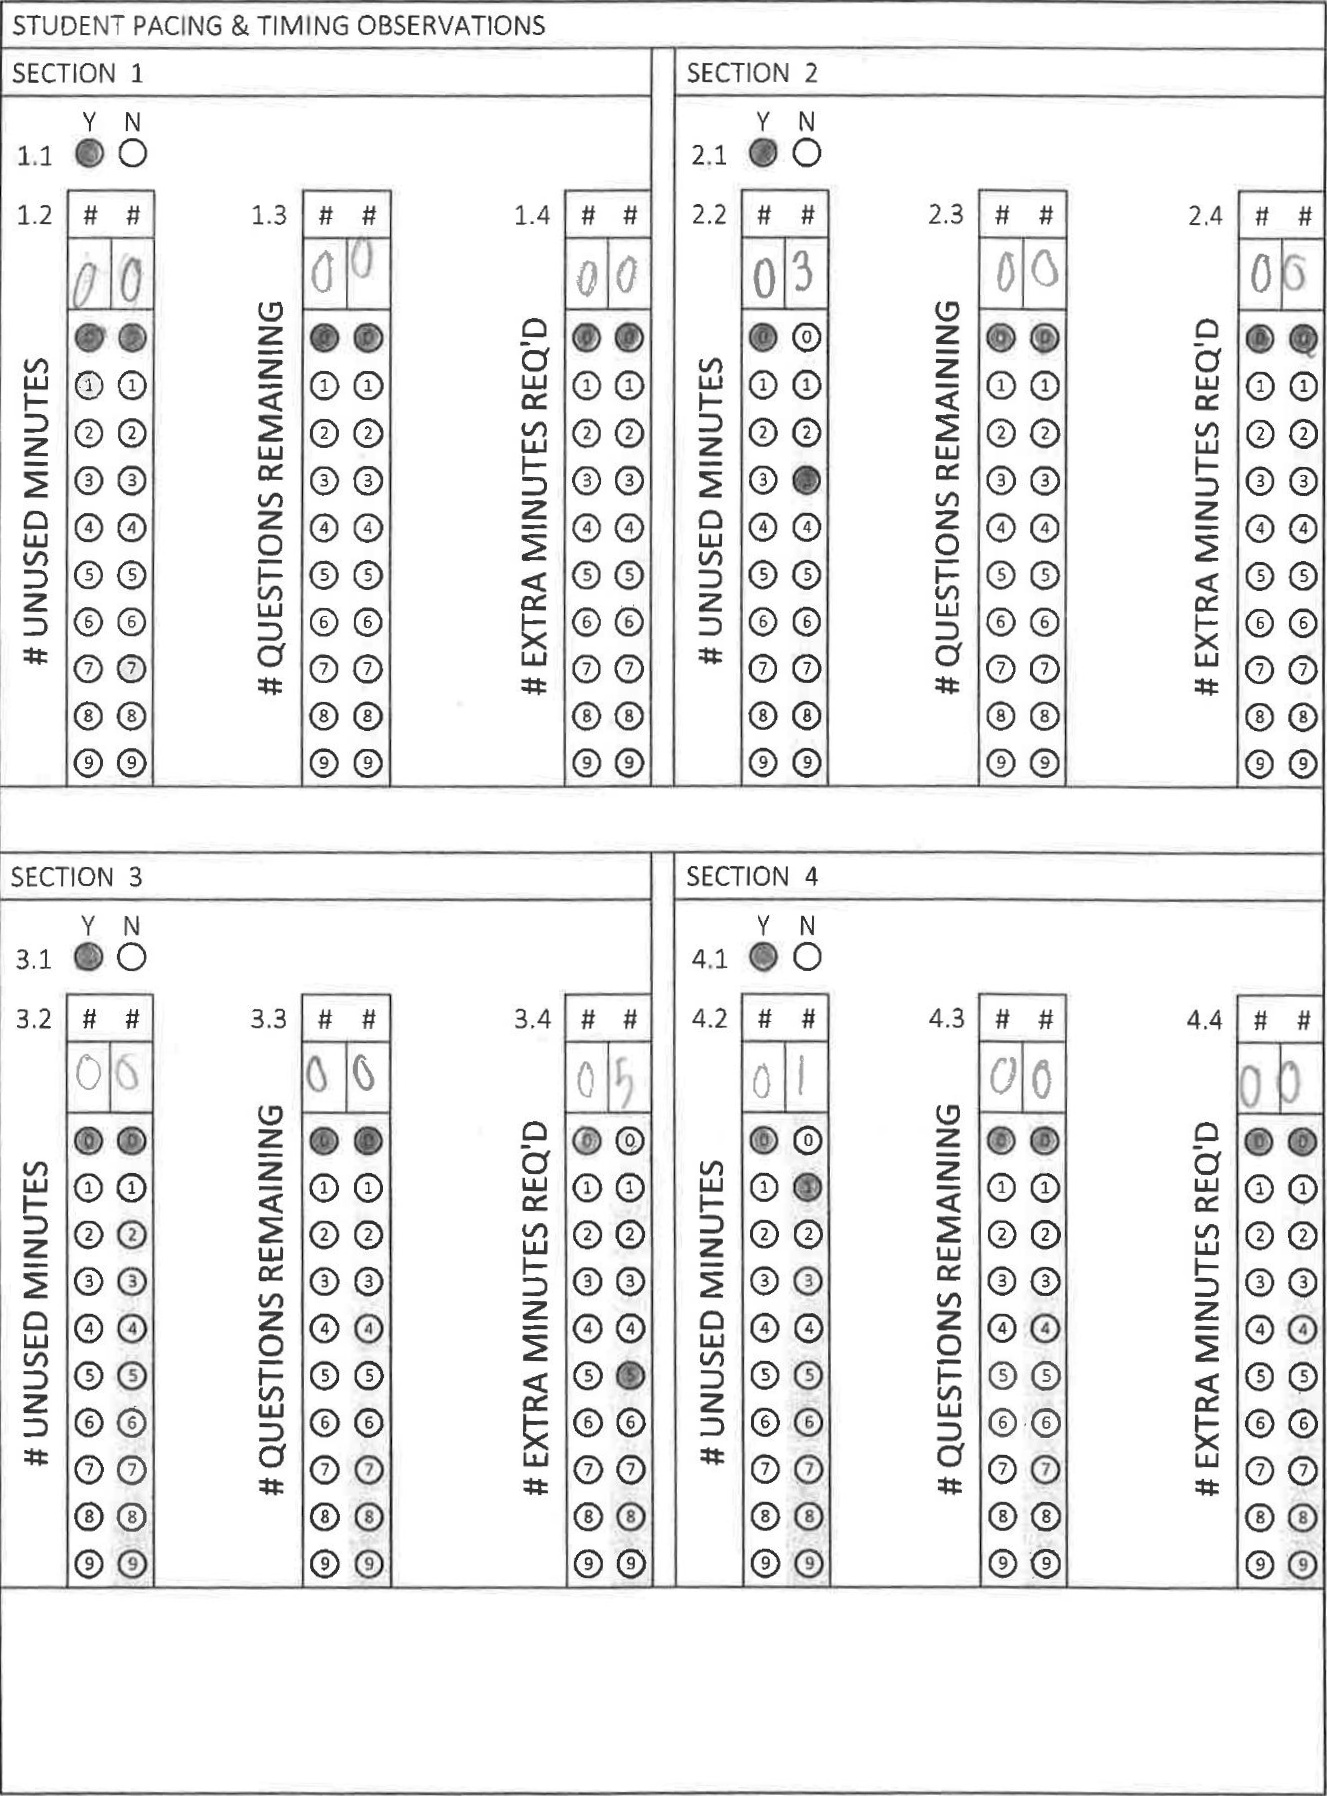 STUDENT PACING & TIMING OBSERVATIONS
SECTION 1
Y N
1.1
1.2 # # 1.3 # # 1.4 # #
0 0 0 0 0 0
# UNUSED MINUTES
# QUESTIONS REMAINING
# EXTRA MINUTES REQ'D
0 0 0 0 0 0
1 1 1 1 1 1
2 2 2 2 2 2
3 3 3 3 3 3
4 4 4 4 4 4
5 5 5 5 5 5
6 6 6 6 6 6
7 7 7 7 7 7
8 8 8 8 8 8
9 9 9 9 9 9
SECTION 2
Y N
2.1
2.2 # # 2.3 # # 2.4 # #
0 3 0 0 0 0
# UNUSED MINUTES
# QUESTIONS REMAINING
# EXTRA MINUTES REQ'D
0 0 0 0 0 0
1 1 1 1 1 1
2 2 2 2 2 2
3 3 3 3 3 3
4 4 4 4 4 4
5 5 5 5 5 5
6 6 6 6 6 6
7 7 7 7 7 7
8 8 8 8 8 8
9 9 9 9 9 9
SECTION 3
Y N
3.1
3.2 # # 3.3 # # 3.4 # #
0 0 0 0 0 5
# UNUSED MINUTES
# QUESTIONS REMAINING
# EXTRA MINUTES REQ'D
0 0 0 0 0 0
1 1 1 1 1 1
2 2 2 2 2 2
3 3 3 3 3 3
4 4 4 4 4 4
5 5 5 5 5 5
6 6 6 6 6 6
7 7 7 7 7 7
8 8 8 8 8 8
9 9 9 9 9 9
SECTION 4
Y N
4.1
4.2 # # 4.3 # # 4.4 # #
0 1 0 0 0 0
# UNUSED MINUTES
# QUESTIONS REMAINING
# EXTRA MINUTES REQ'D
0 0 0 0 0 0
1 1 1 1 1 1
2 2 2 2 2 2
3 3 3 3 3 3
4 4 4 4 4 4
5 5 5 5 5 5
6 6 6 6 6 6
7 7 7 7 7 7
8 8 8 8 8 8
9 9 9 9 9 9